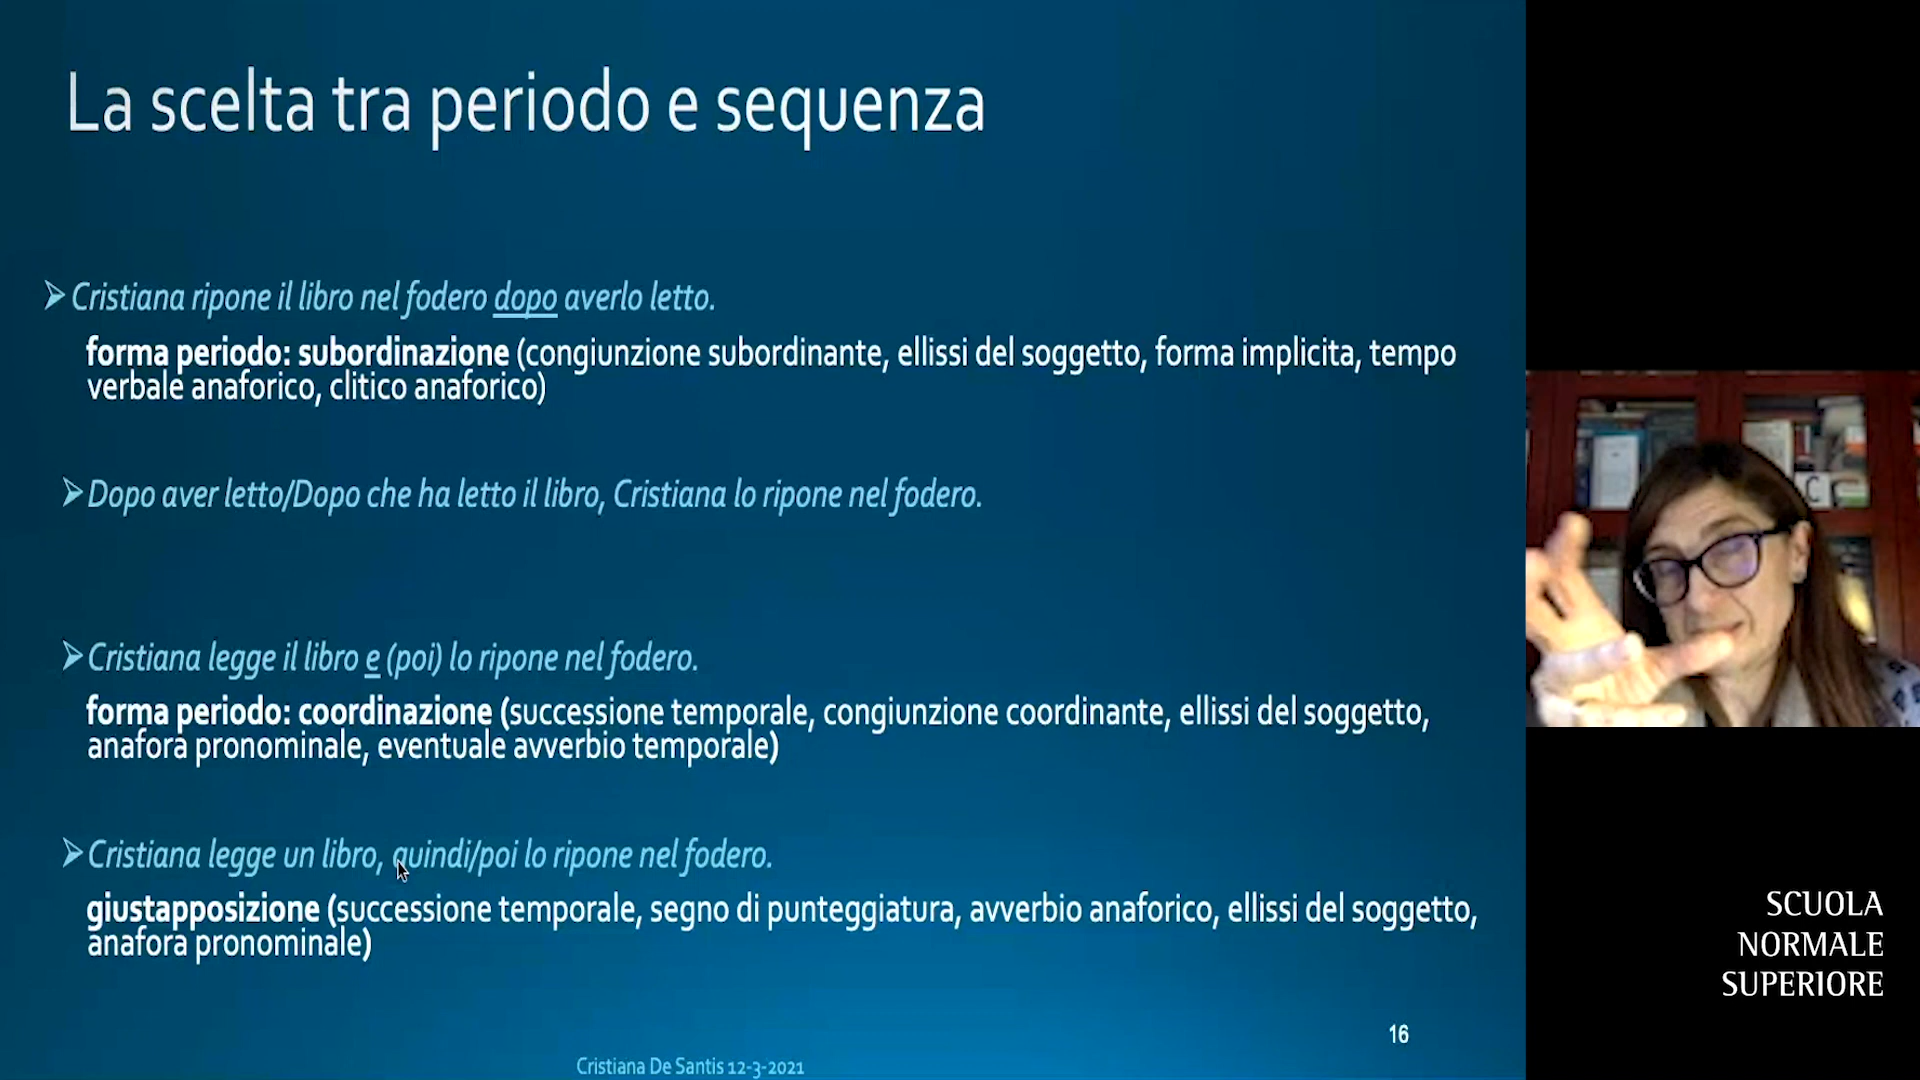 La scelta tra periodo e sequenza
Cristiana ripone il libro nel fodero dopo averlo letto.
forma periodo: subordinazione (congiunzione subordinante, ellissi del soggetto, forma implicita, tempo
verbale anaforico, clitico anaforico)
Dopo aver letto/Dopo che ha letto il libro, Cristiana lo ripone nel fodero.
Cristiana legge il libro e (poi) lo ripone nel fodero.
forma periodo: coordinazione (successione temporale, congiunzione coordinante, ellissi del soggetto,
anafora pronominale, eventuale avverbio temporale)
Cristiana legge un libro, quindi/poi lo ripone nel fodero.
giustapposizione (successione temporale, segno di punteggiatura, avverbio anaforico, ellissi del soggetto,
anafora pronominale)
16
Cristiana De Santis 12-3-2021
C
SCUOLA
NORMALE
SUPERIORE